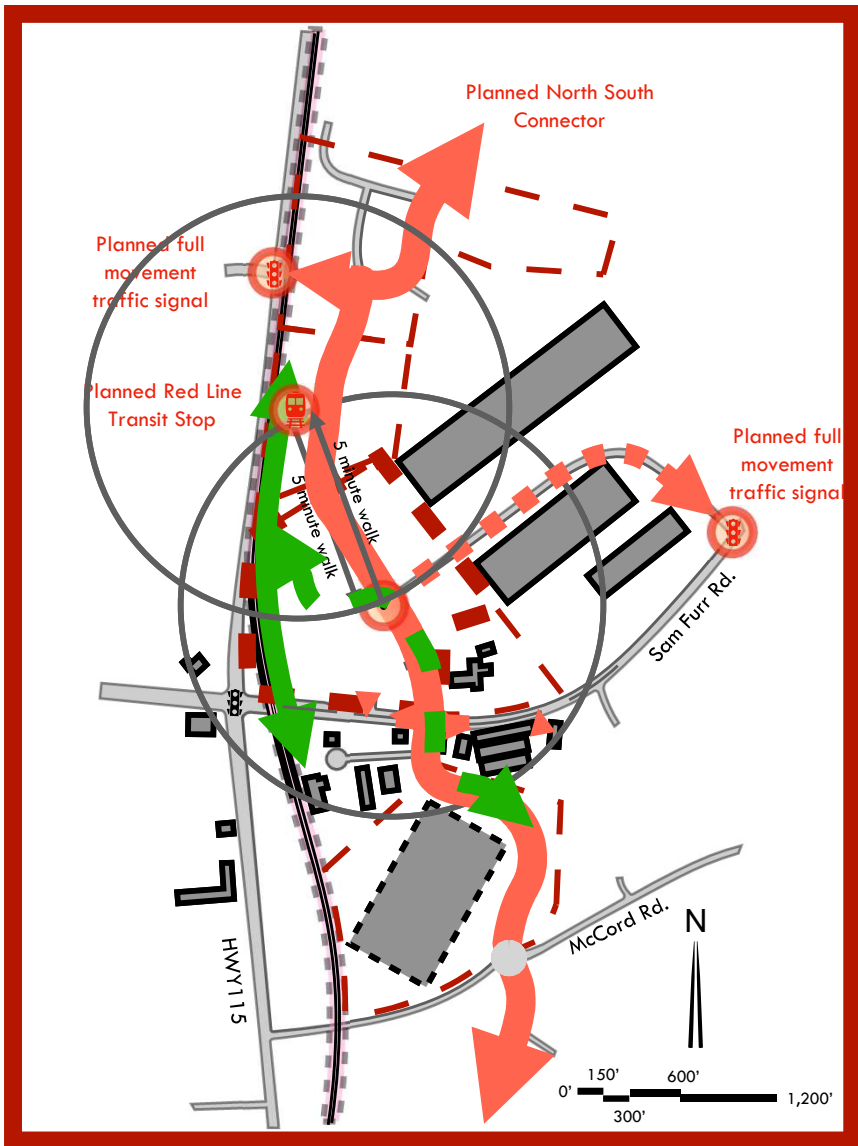 Planned North South
Connector
Planned full
movement
traffic signal
Planned Red Line
Transit Stop
5 minute walk
5 minute walk
Planned full
movement
traffic signal
Sam Furr Rd.
McCord Rd.
HWY115
N
0’ 150’ 600’
300’ 1,200’